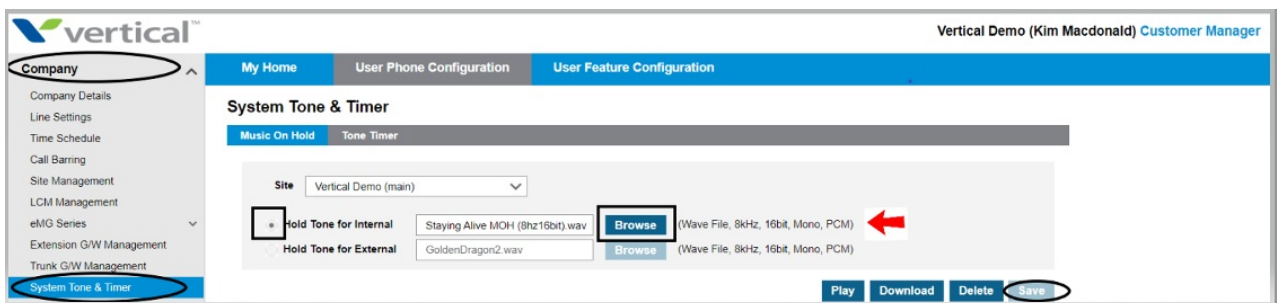 vertical™
Vertical Demo (Kim Macdonald) Customer Manager
Company
My Home
User Phone Configuration
User Feature Configuration
Company Details
Line Settings
Time Schedule
Call Barring
Site Management
LCM Management
eMG Series
Extension G/W Management
Trunk G/W Management
System Tone & Timer
System Tone & Timer
Music On Hold
Tone Timer
Site
Vertical Demo (main)
Hold Tone for Internal
Staying Alive MOH (8hz16bit).wav
Browse
(Wave File, 8kHz, 16bit, Mono, PCM)
Hold Tone for External
GoldenDragon2.wav
Browse
(Wave File, 8kHz, 16bit, Mono, PCM)
Play
Download
Delete
Save